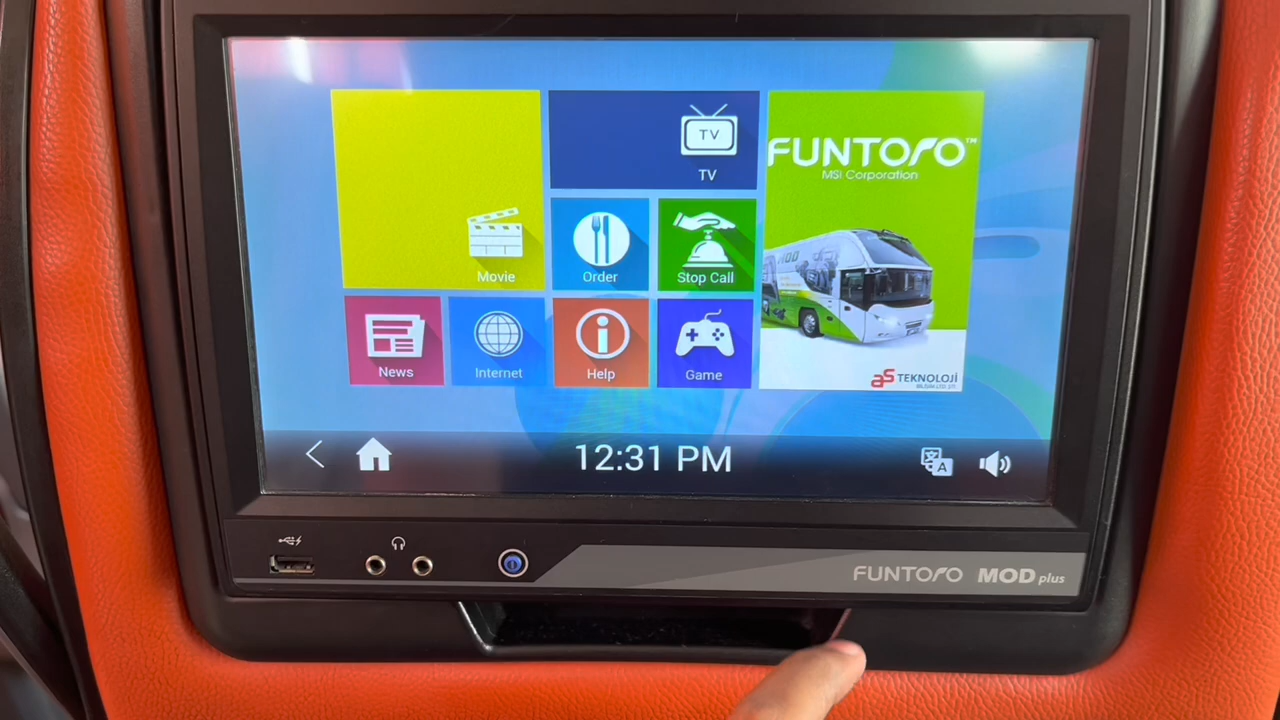 TV
TV
FUNTORO™
MSI Corporation
Movie
Order
Stop Call
News
Internet
Help
Game
aS TEKNOLOJİ
BİLİŞİM LTD. ŞTİ.
12:31 PM
A
FUNTORO MOD plus